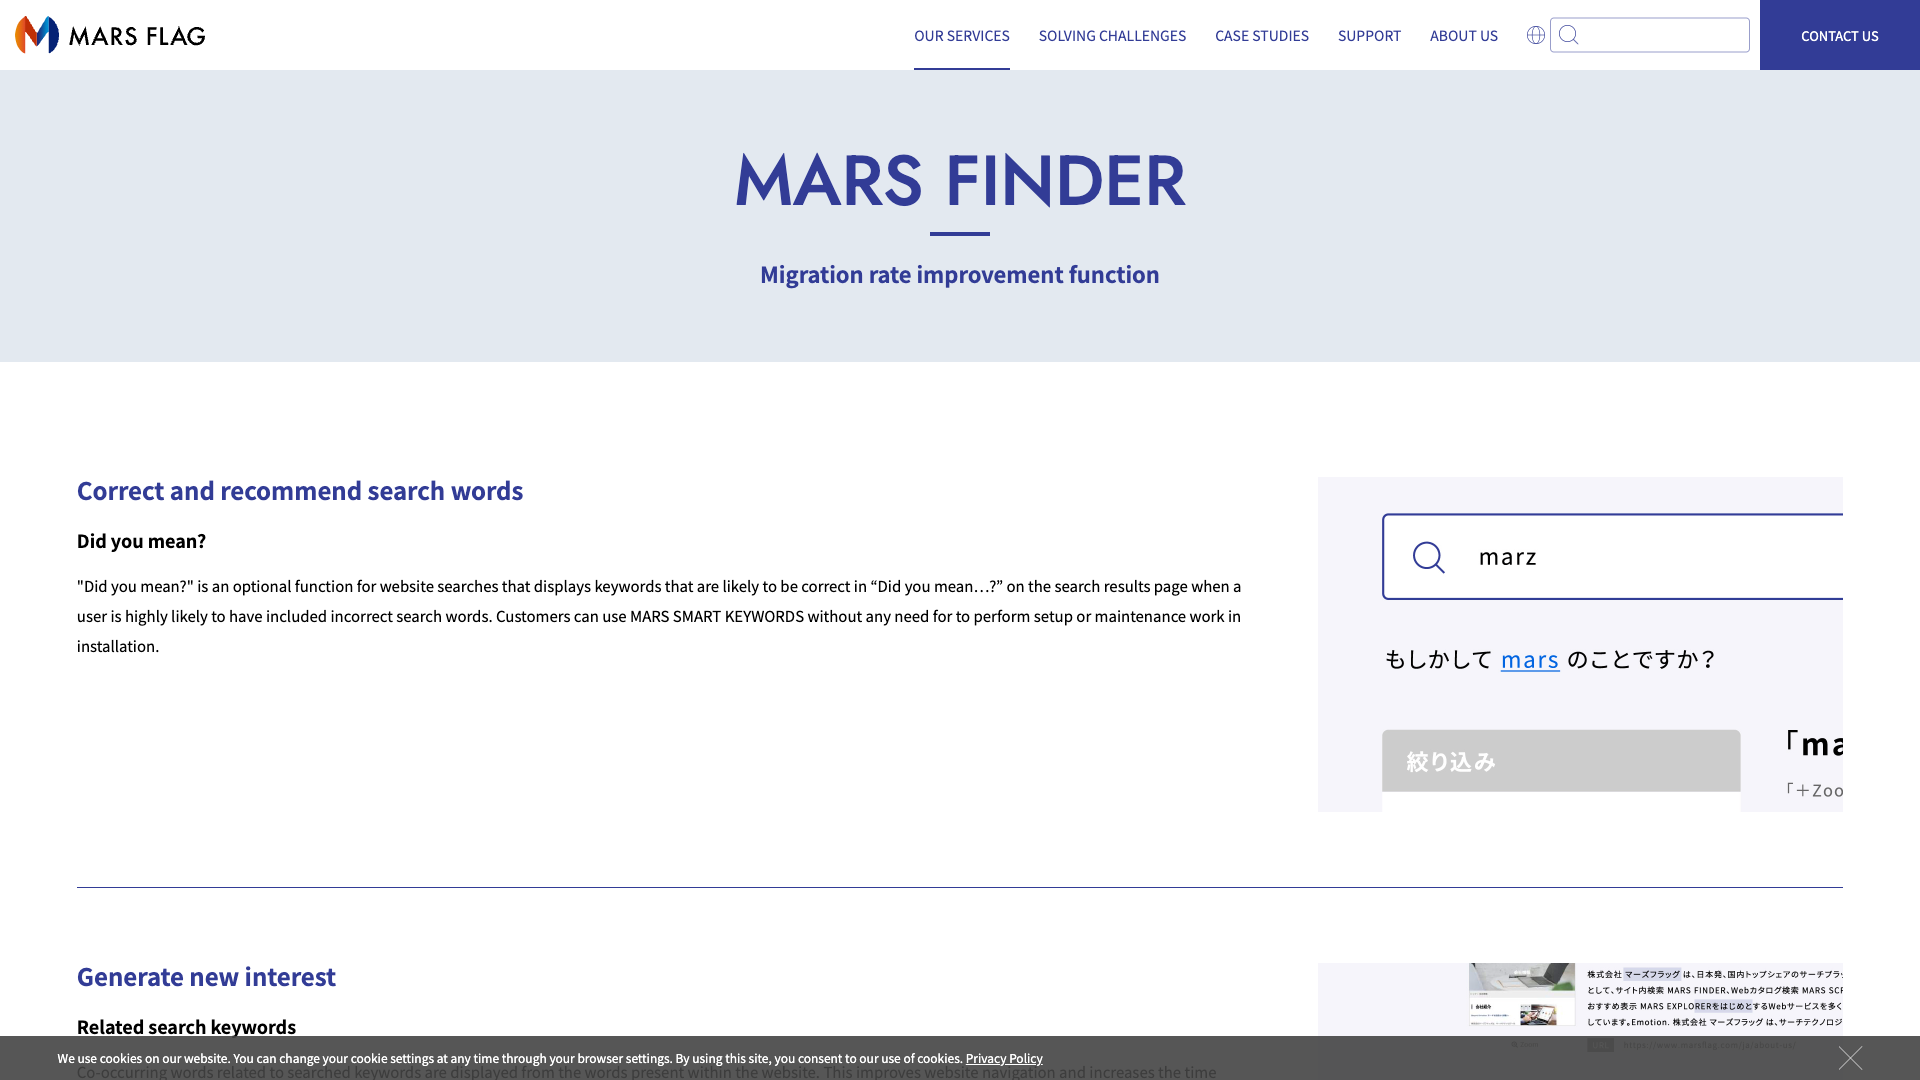 MARS FLAG
OUR SERVICES
SOLVING CHALLENGES
CASE STUDIES
SUPPORT
ABOUT US
CONTACT US
MARS FINDER
Migration rate improvement function
Correct and recommend search words
Did you mean?
"Did you mean?" is an optional function for website searches that displays keywords that are likely to be correct in “Did you mean…?” on the search results page when a
user is highly likely to have included incorrect search words. Customers can use MARS SMART KEYWORDS without any need for to perform setup or maintenance work in
installation.
marz
もしかして mars のことですか？
絞り込み
「ma
「＋Zoo
Generate new interest
Related search keywords
Co-occurring words related to searched keywords are displayed from the words present within the website. This improves website navigation and increases the time
株式会社 マーズフラッグ は、日本発、国内トップシェアのサーチプラッ
として、サイト内検索 MARS FINDER、Webカタログ検索 MARS SCR
おすすめ表示 MARS EXPLORERをはじめとするWebサービスを多く
しています。Emotion. 株式会社 マーズフラッグ は、サーチテクノロジ
https://www.marsflag.com/ja/about-us/
We use cookies on our website. You can change your cookie settings at any time through your browser settings. By using this site, you consent to our use of cookies. Privacy Policy